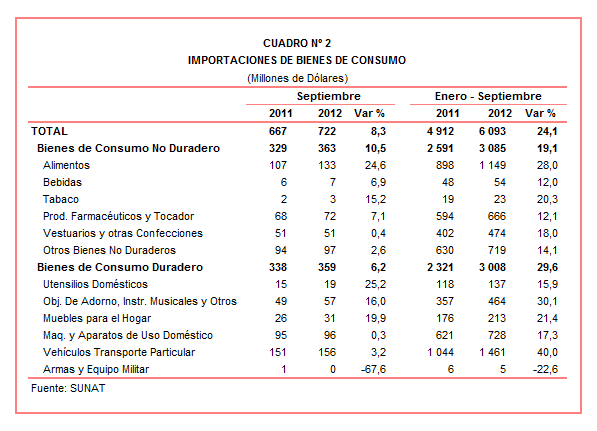 CUADRO Nº 2
IMPORTACIONES DE BIENES DE CONSUMO
(Millones de Dólares)
Septiembre Enero - Septiembre
2011 2012 Var % 2011 2012 Var %
TOTAL 667 722 8,3 4 912 6 093 24,1
Bienes de Consumo No Duradero 329 363 10,5 2 591 3 085 19,1
Alimentos 107 133 24,6 898 1 149 28,0
Bebidas 6 7 6,9 48 54 12,0
Tabaco 2 3 15,2 19 23 20,3
Prod. Farmacéuticos y Tocador 68 72 7,1 594 666 12,1
Vestuarios y otras Confecciones 51 51 0,4 402 474 18,0
Otros Bienes No Duraderos 94 97 2,6 630 719 14,1
Bienes de Consumo Duradero 338 359 6,2 2 321 3 008 29,6
Utensilios Domésticos 15 19 25,2 118 137 15,9
Obj. De Adorno, Instr. Musicales y Otros 49 57 16,0 357 464 30,1
Muebles para el Hogar 26 31 19,9 176 213 21,4
Maq. y Aparatos de Uso Doméstico 95 96 0,3 621 728 17,3
Vehículos Transporte Particular 151 156 3,2 1 044 1 461 40,0
Armas y Equipo Militar 1 0 -67,6 6 5 -22,6
Fuente: SUNAT